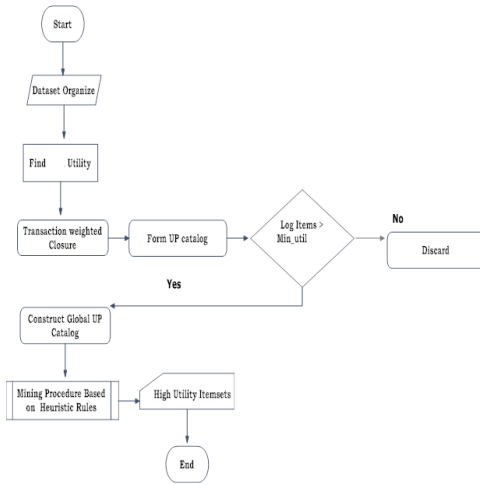 Start
Dataset Organize
Find Utility
Transaction weighted
Closure
Form UP catalog
Log Items >
Min_util
No
Discard
Yes
Construct Global UP
Catalog
Mining Procedure Based
on Heuristic Rules
High Utility Itemsets
End